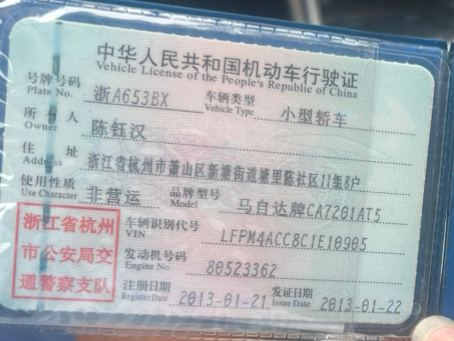 中华人民共和国机动车行驶证
Vehicle License of the People's Republic of China
号牌号码 浙A653BX 车辆类型 小型轿车
Plate No. Vehicle Type
所有人 陈钰汉
Owner
住址 浙江省杭州市萧山区新塘街道塘里陈社区11组8户
Address
使用性质 非营运 品牌型号 马自达牌CA7201AT5
Use Character Model
浙江省杭州
市公安局交
通警察支队
车辆识别代号 LFPM4ACC8C1E10905
VIN
发动机号码 80523362
Engine No.
注册日期 2013-01-21 发证日期 2013-01-22
Register Date Issue Date